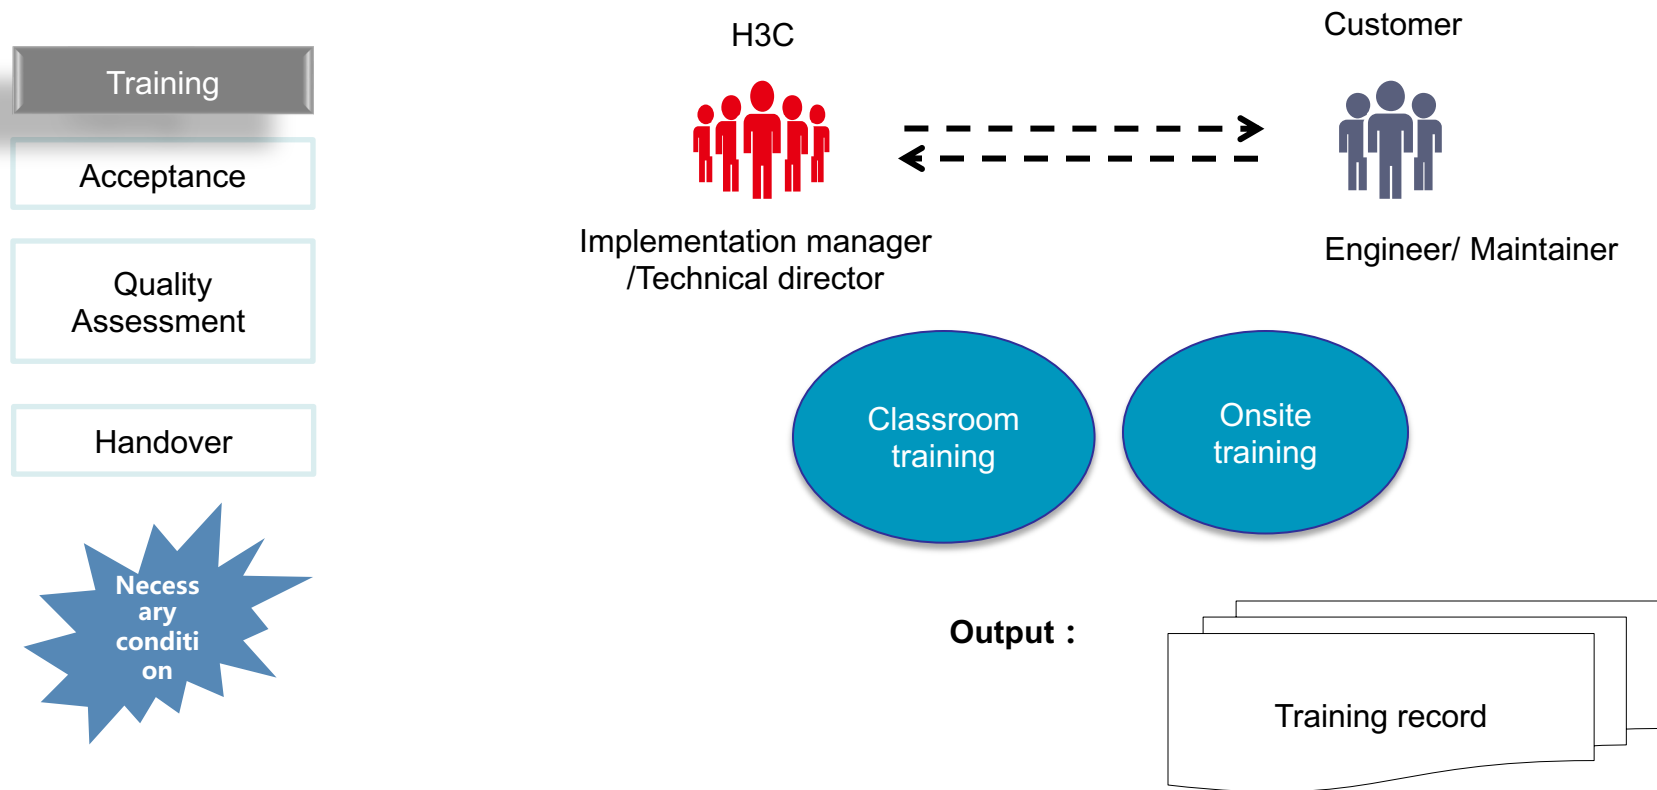 Training
Acceptance
Quality
Assessment
Handover
Necess
ary
conditi
on
H3C
Customer
Implementation manager
/Technical director
Engineer/ Maintainer
Classroom
training
Onsite
training
Output：
Training record